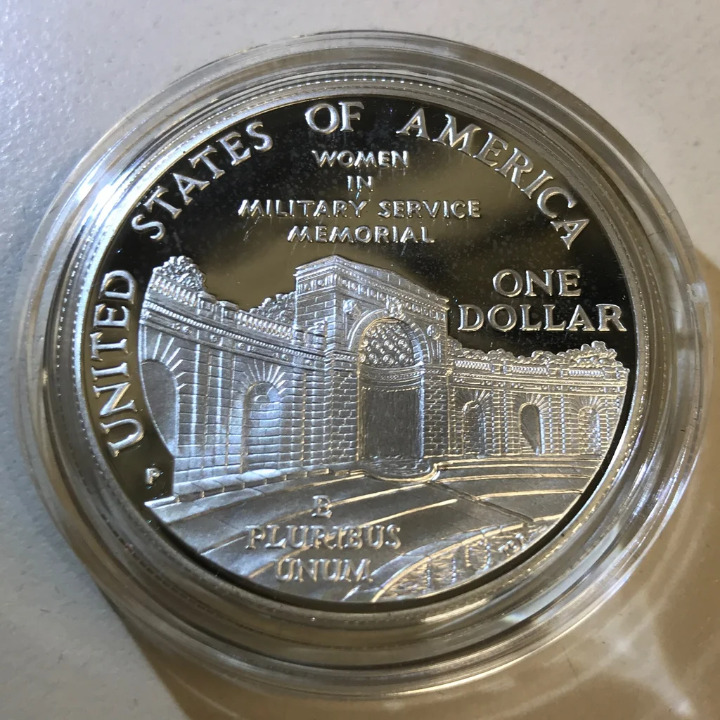 UNITED STATES OF AMERICA
WOMEN
IN
MILITARY SERVICE
MEMORIAL
ONE
DOLLAR
P
E
PLURIBUS
UNUM